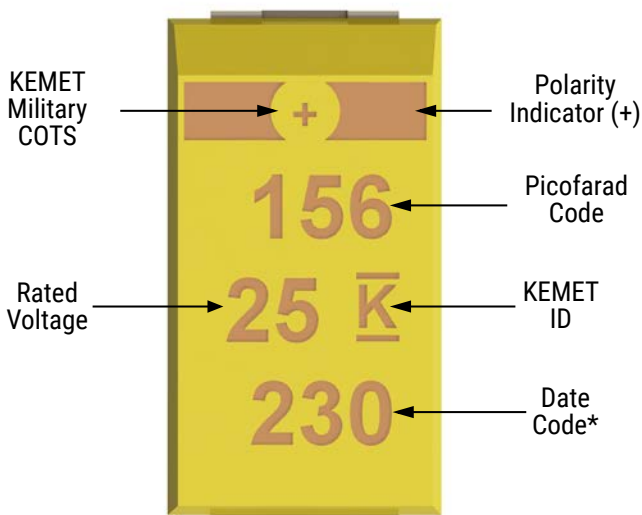 KEMET
Military
COTS
+
Polarity
Indicator (+)
156
Picofarad
Code
Rated
Voltage
25 K
KEMET
ID
230
Date
Code*